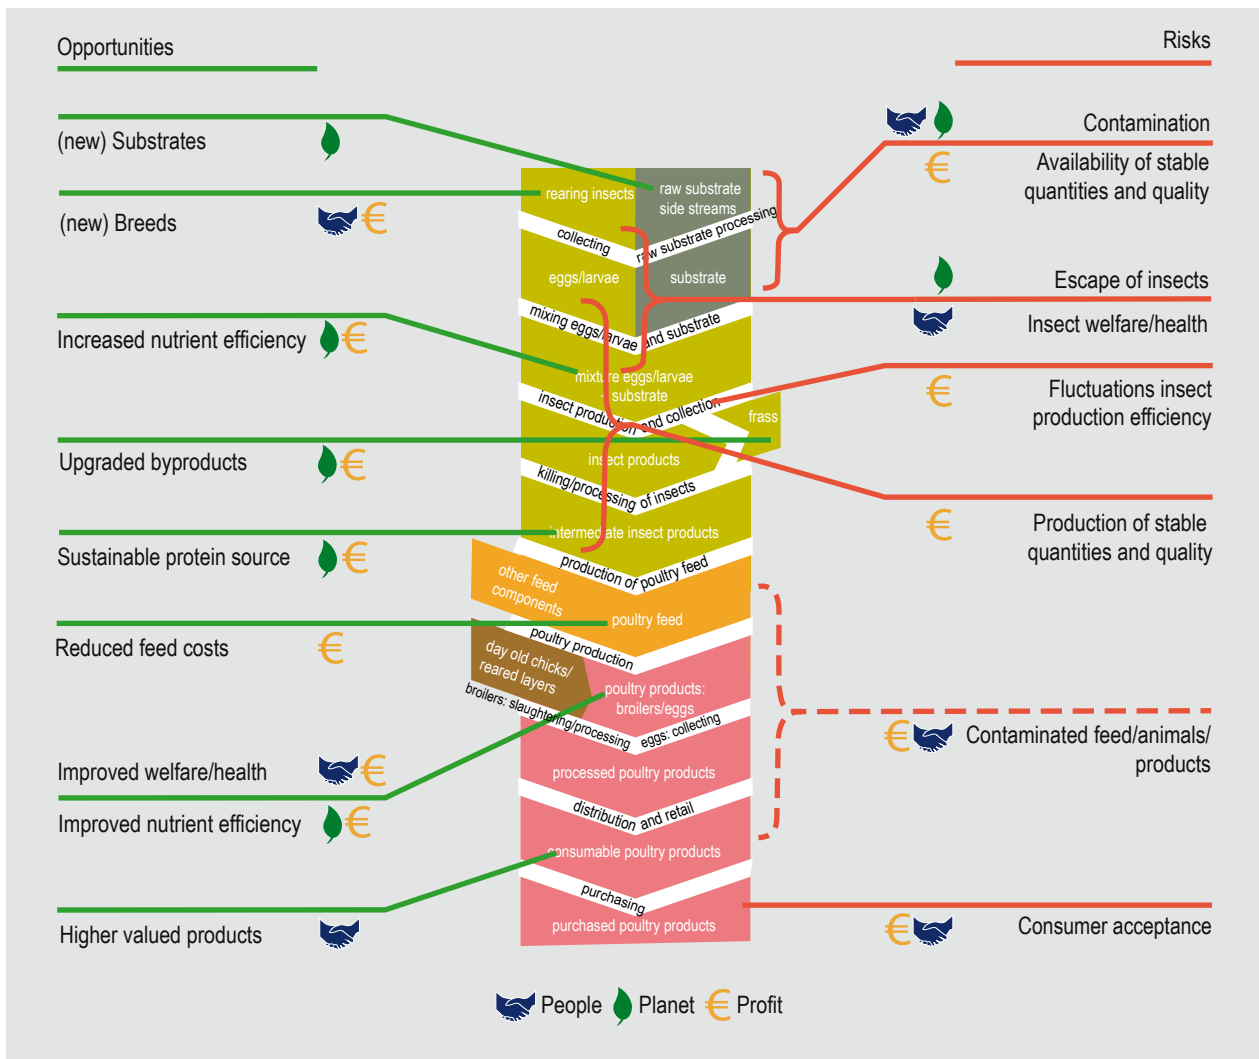 Opportunities
(new) Substrates
(new) Breeds
Increased nutrient efficiency
Upgraded byproducts
Sustainable protein source
Reduced feed costs
Improved welfare/health
Improved nutrient efficiency
Higher valued products
rearing insects
raw substrate
side streams
collecting
raw substrate processing
eggs/larvae
substrate
mixing eggs/larvae and substrate
mixture eggs/larvae
+ substrate
insect production and collection
frass
insect products
killing/processing of insects
intermediate insect products
production of poultry feed
other feed
components
poultry feed
poultry production
day old chicks/
reared layers
poultry products:
broilers/eggs
broilers: slaughtering/processing
eggs: collecting
processed poultry products
distribution and retail
consumable poultry products
purchasing
purchased poultry products
Risks
Contamination
€
Availability of stable
quantities and quality
Escape of insects
Insect welfare/health
Fluctuations insect
production efficiency
Production of stable
quantities and quality
Contaminated feed/animals/
products
Consumer acceptance
People Planet € Profit